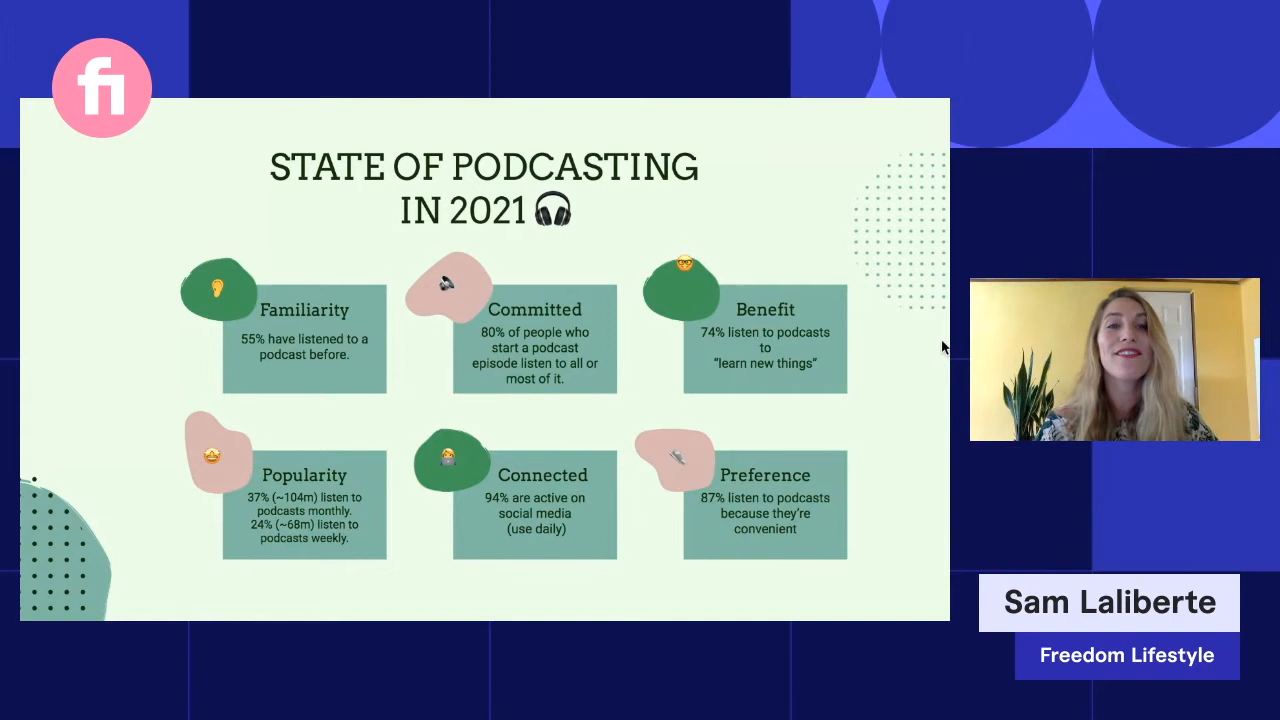 fi
STATE OF PODCASTING
IN 2021
Familiarity
55% have listened to a
podcast before.
Committed
80% of people who
start a podcast
episode listen to all or
most of it.
Benefit
74% listen to podcasts
to
“learn new things”
Popularity
37% (~104m) listen to
podcasts monthly.
24% (~68m) listen to
podcasts weekly.
Connected
94% are active on
social media
(use daily)
Preference
87% listen to podcasts
because they’re
convenient
Sam Laliberte
Freedom Lifestyle